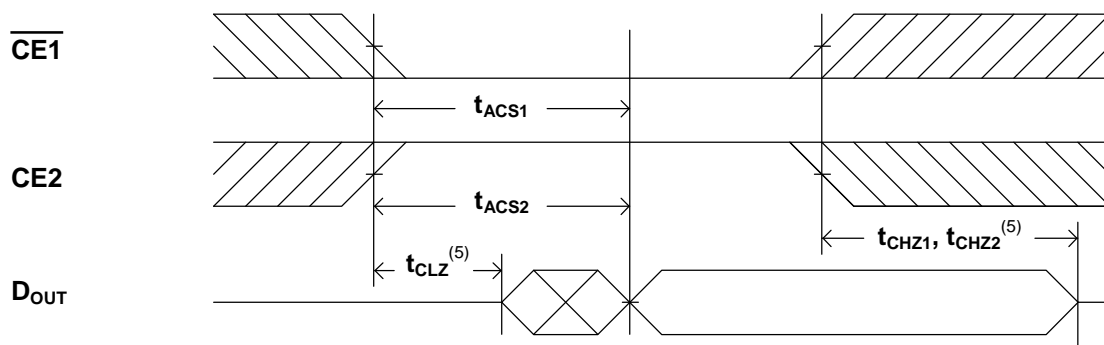 CE1
tACS1
CE2
tACS2
tCHZ1, tCHZ2(5)
tCLZ(5)
DOUT